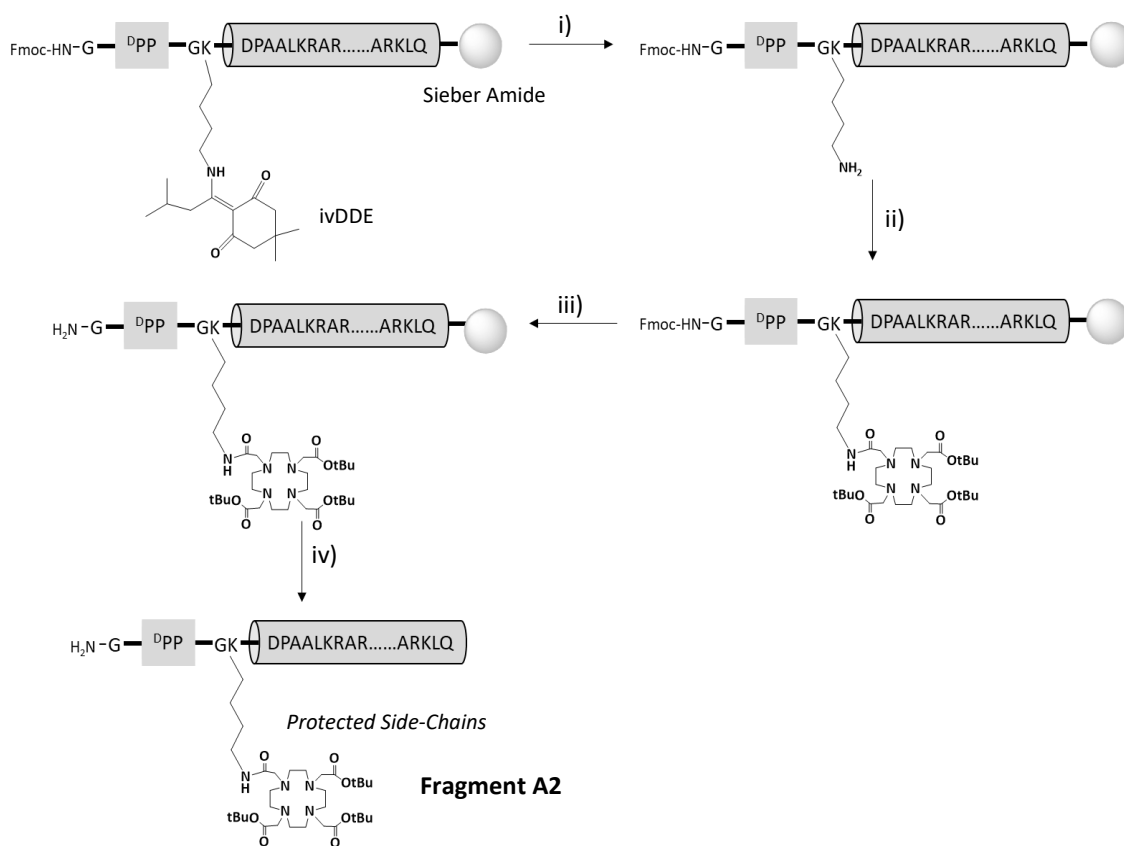 Fmoc-HN-G DPP GK DPAALKRAR......ARKLQ
i)
Fmoc-HN-G DPP GK DPAALKRAR......ARKLQ
Sieber Amide
NH
O
ivDDE
O
NH2
ii)
H2N-G DPP GK DPAALKRAR......ARKLQ
iii)
Fmoc-HN-G DPP GK DPAALKRAR......ARKLQ
N H O N N O OtBu
tBuO O N N O OtBu
N H O N N O OtBu
tBuO O N N O OtBu
iv)
H2N-G DPP GK DPAALKRAR......ARKLQ
Protected Side-Chains
N H O N N O OtBu
tBuO O N N O OtBu
Fragment A2